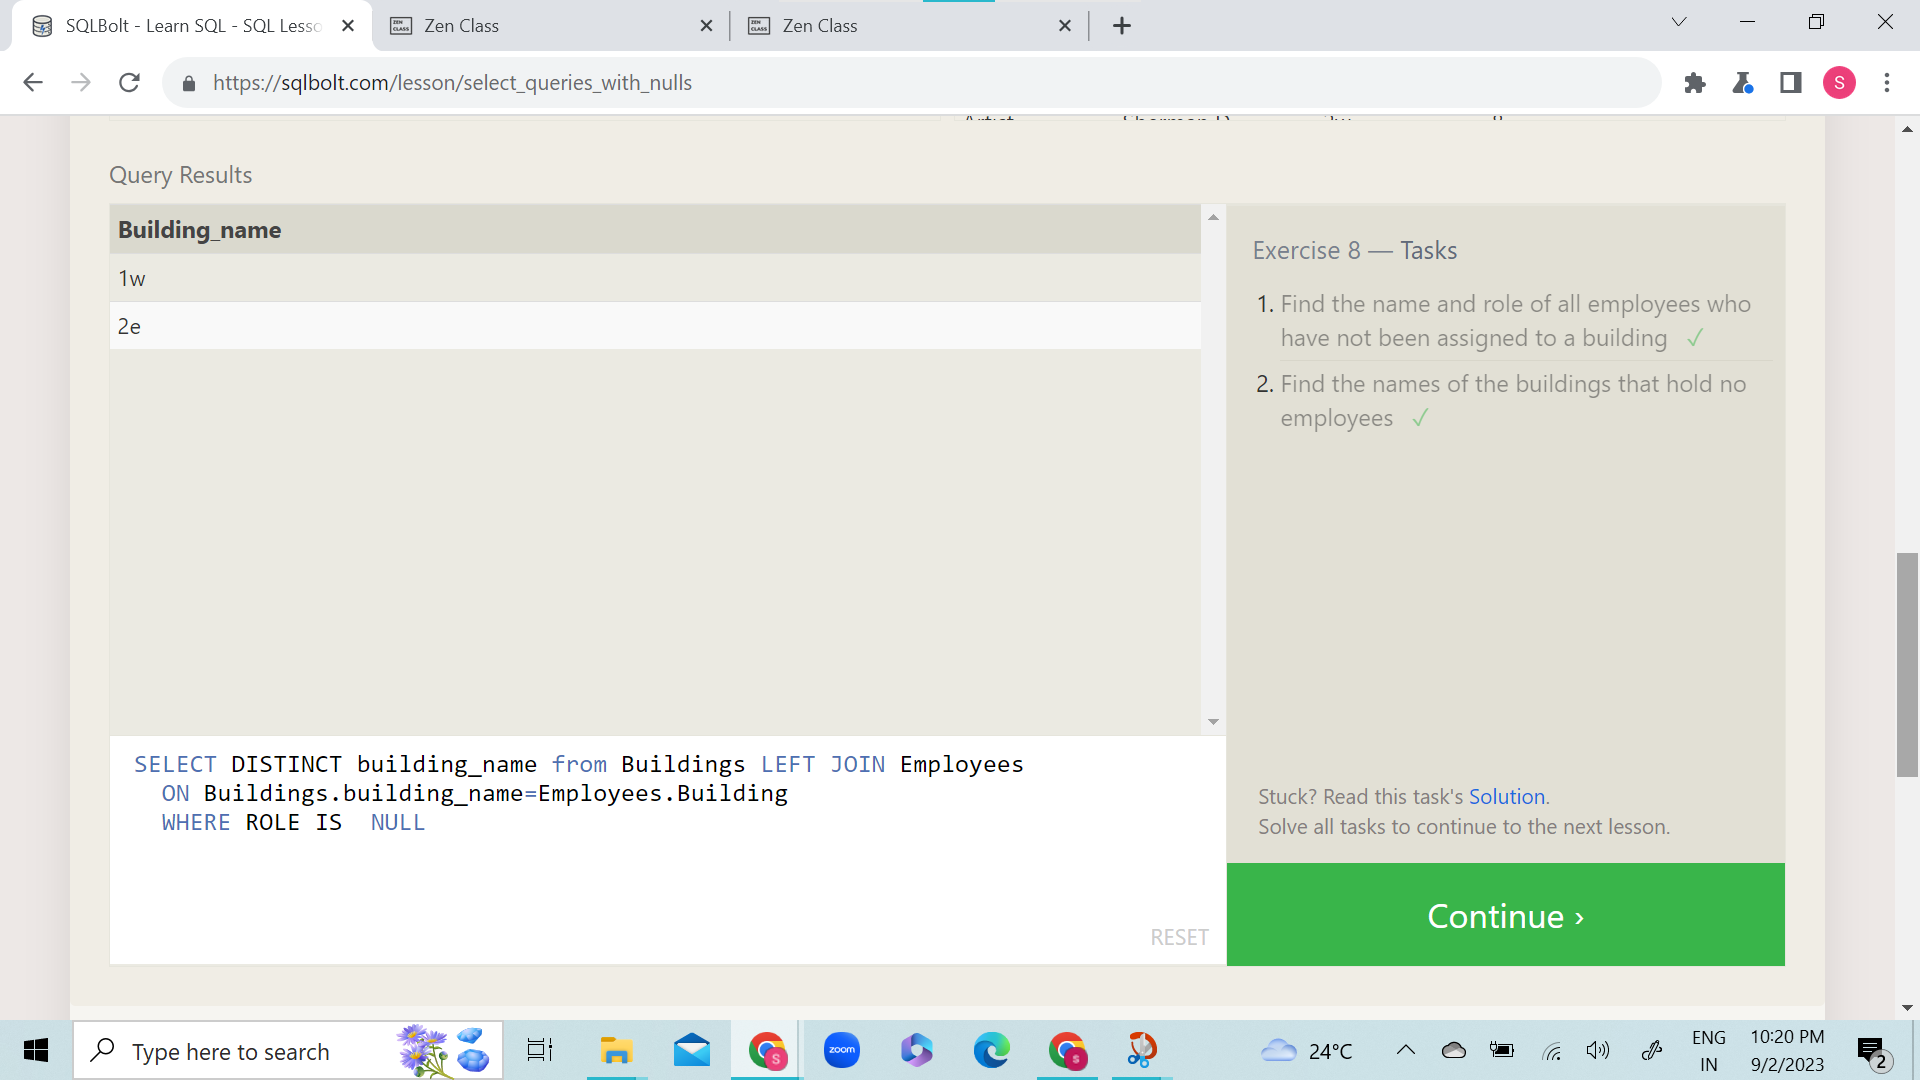 SQLBolt - Learn SQL - SQL Lesso
Zen Class
Zen Class
https://sqlbolt.com/lesson/select_queries_with_nulls
S
Query Results
Building_name
1w
2e
Exercise 8 — Tasks
1. Find the name and role of all employees who
have not been assigned to a building ✓
2. Find the names of the buildings that hold no
employees ✓
SELECT DISTINCT building_name from Buildings LEFT JOIN Employees
ON Buildings.building_name=Employees.Building
WHERE ROLE IS  NULL
RESET
Stuck? Read this task's Solution.
Solve all tasks to continue to the next lesson.
Continue ›
Type here to search
zoom
24°C
ENG
IN
10:20 PM
9/2/2023
2